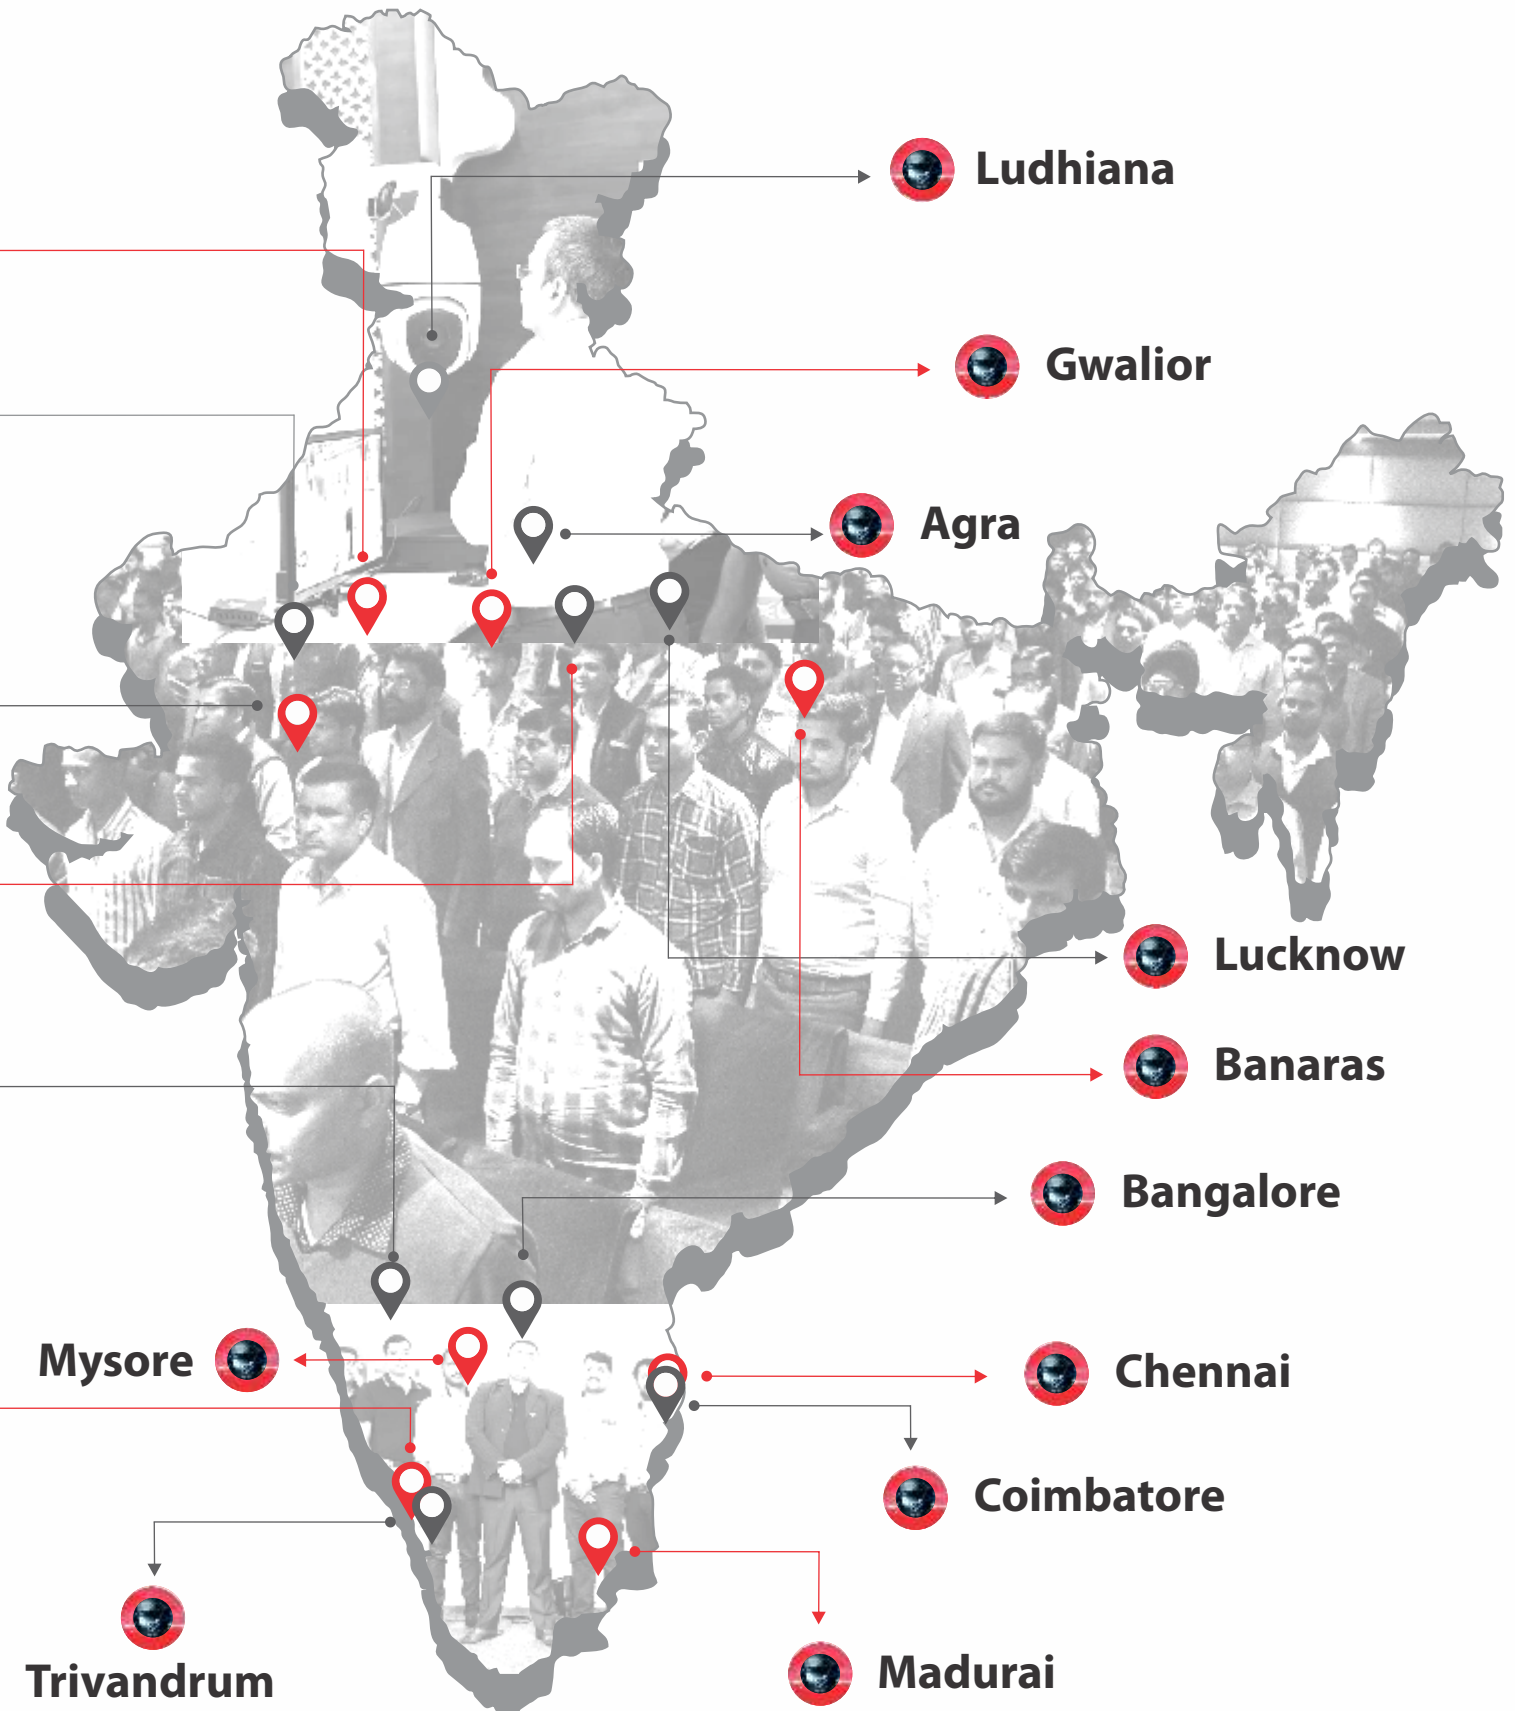 Ludhiana
Gwalior
Agra
Lucknow
Banaras
Bangalore
Mysore
Chennai
Coimbatore
Trivandrum
Madurai